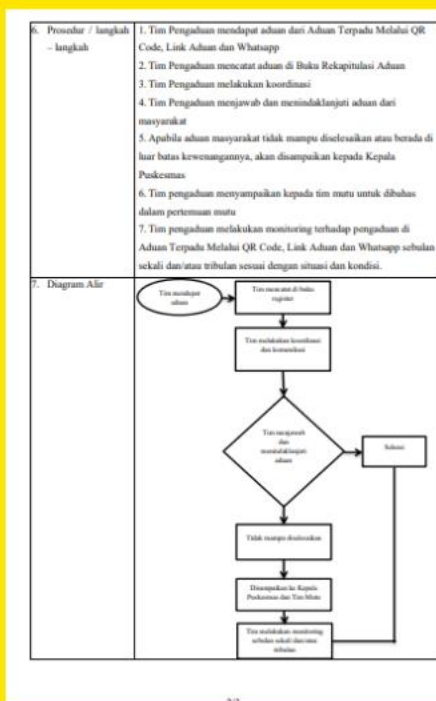 6. Prosedur / langkah – langkah
1. Tim Pengaduan mendapat aduan dari Aduan Terpadu Melalui QR
Code, Link Aduan dan Whatsapp
2. Tim Pengaduan mencatat aduan di Buku Rekapitulasi Aduan
3. Tim Pengaduan melakukan koordinasi
4. Tim Pengaduan menjawab dan menindaklanjuti aduan dari
masyarakat
5. Apabila aduan masyarakat tidak mampu diselesaikan atau berada di
luar batas kewenangannya, akan disampaikan kepada Kepala
Puskesmas
6. Tim pengaduan menyampaikan kepada tim mutu untuk dibahas
dalam pertemuan mutu
7. Tim pengaduan melakukan monitoring terhadap pengaduan di
Aduan Terpadu Melalui QR Code, Link Aduan dan Whatsapp sebulan
sekali dan/atau tribulan sesuai dengan situasi dan kondisi.
7. Diagram Alir
Tim mendapat
aduan
Tim mencatat di buku
register
Tim melakukan koordinasi
dan komunikasi
Tim menjawab
dan
menindaklanjuti
aduan
Selesai
Tidak mampu diselesaikan
Disampaikan ke Kepala
Puskesmas dan Tim Mutu
Tim melakukan monitoring
sebulan sekali dan/atau
tribulan